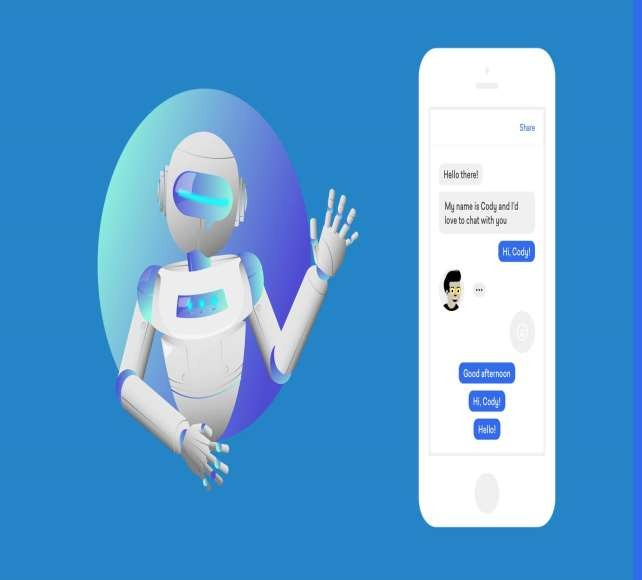 Share
Hello there!
My name is Cody and I'd
love to chat with you
Hi, Cody!
Good afternoon
Hi, Cody!
Hello!